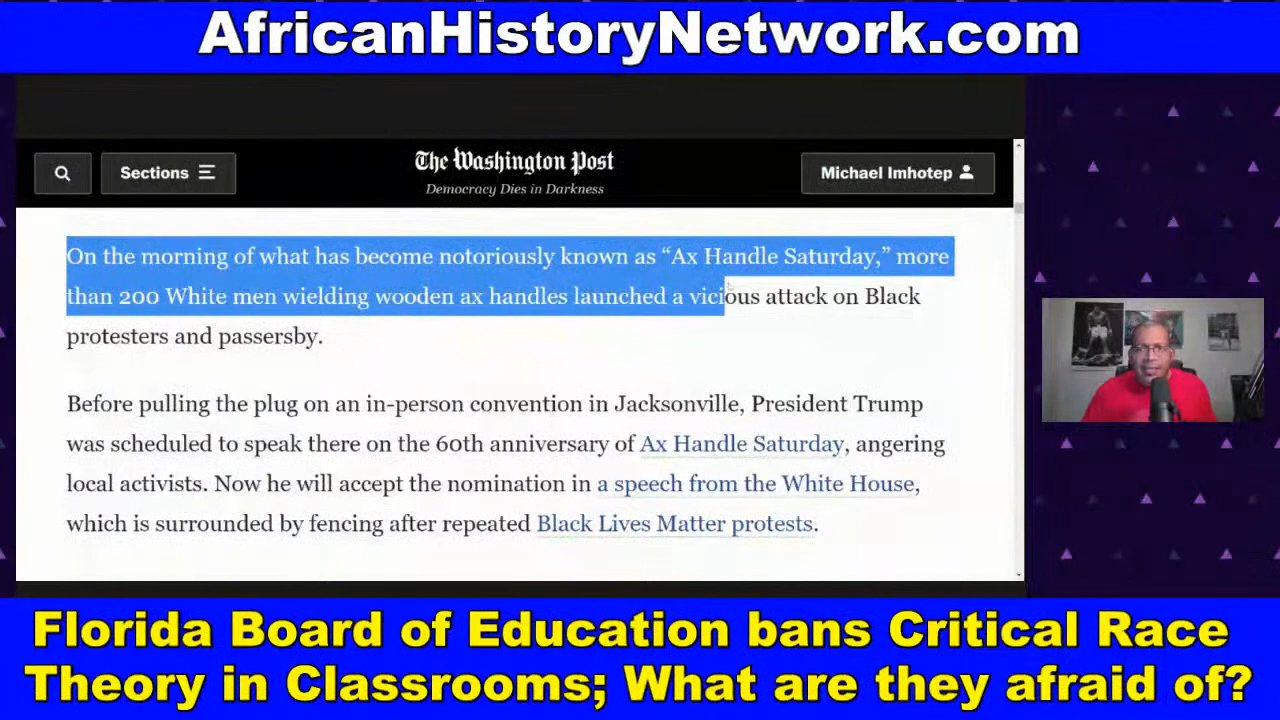 AfricanHistoryNetwork.com
Sections
The Washington Post
Democracy Dies in Darkness
Michael Imhotep
On the morning of what has become notoriously known as “Ax Handle Saturday,” more
than 200 White men wielding wooden ax handles launched a vicious attack on Black
protesters and passersby.
Before pulling the plug on an in-person convention in Jacksonville, President Trump
was scheduled to speak there on the 60th anniversary of Ax Handle Saturday, angering
local activists. Now he will accept the nomination in a speech from the White House,
which is surrounded by fencing after repeated Black Lives Matter protests.
Florida Board of Education bans Critical Race
Theory in Classrooms; What are they afraid of?